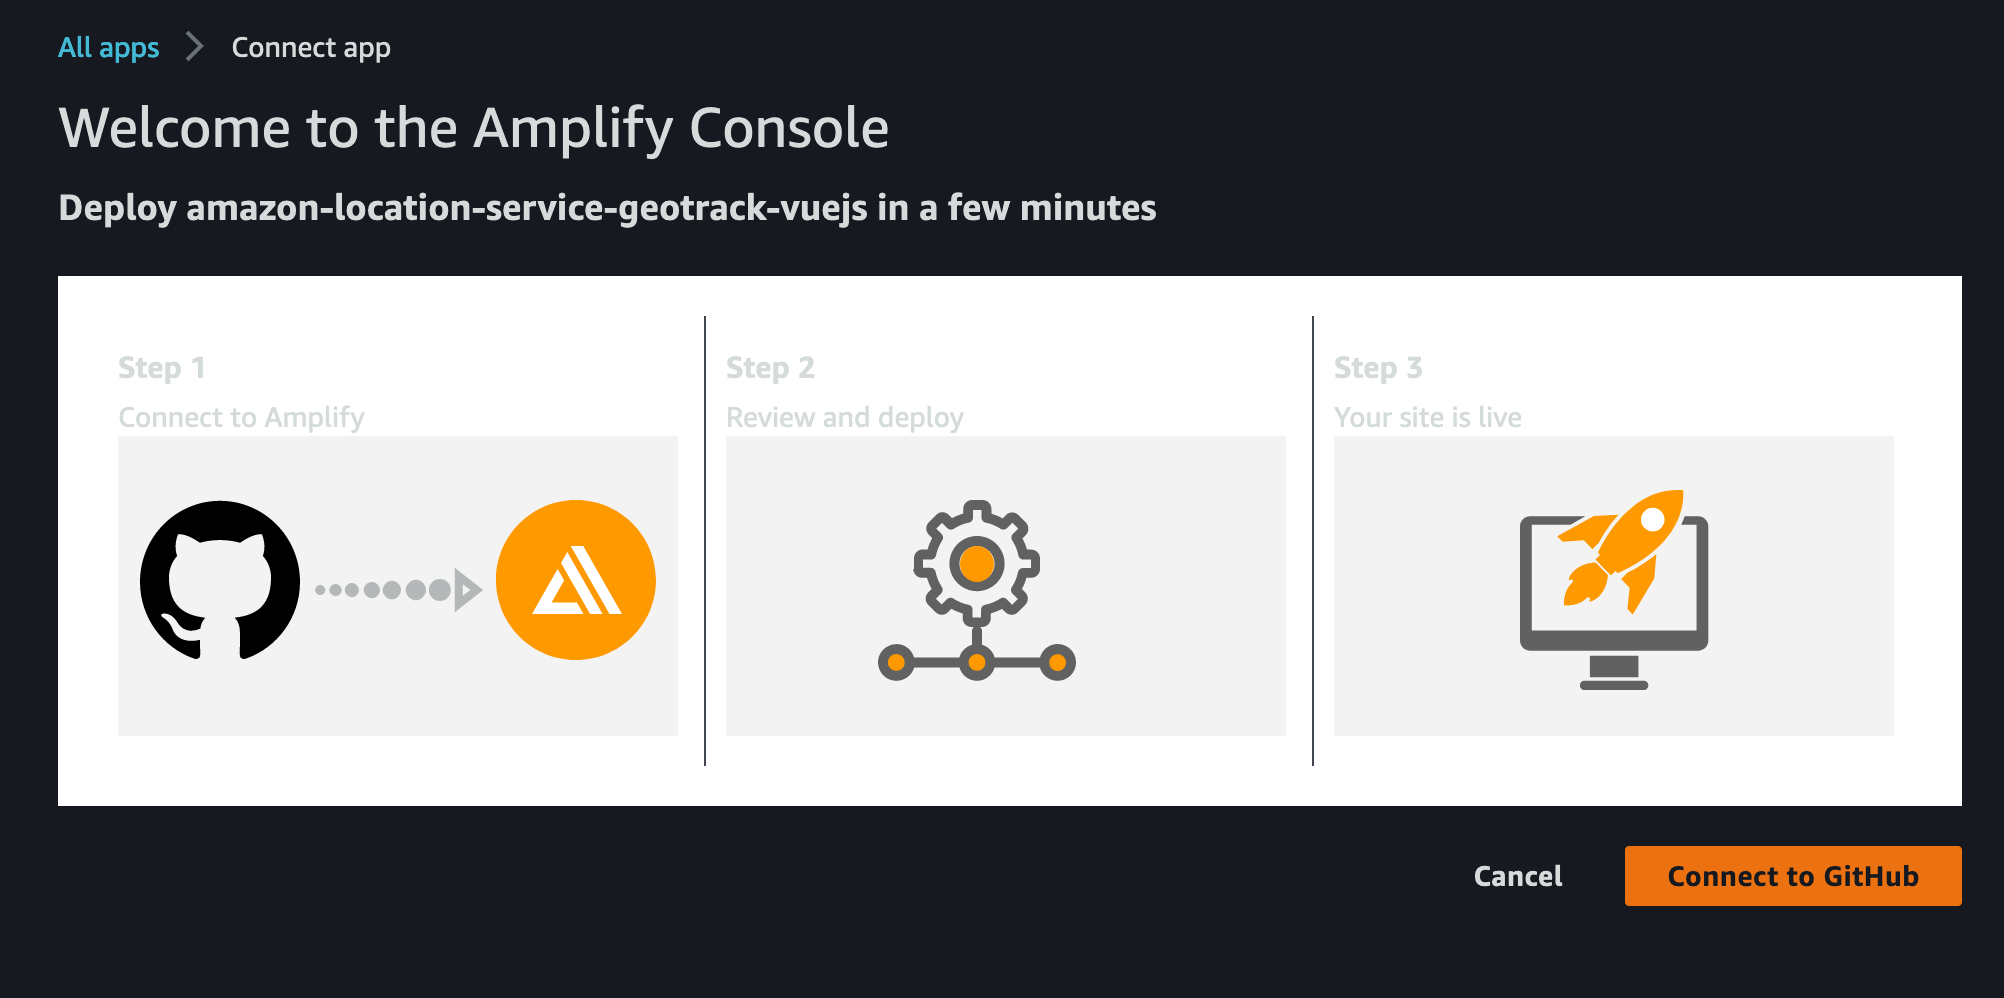 All apps
Connect app
Welcome to the Amplify Console
Deploy amazon-location-service-geotrack-vuejs in a few minutes
Step 1
Connect to Amplify
Step 2
Review and deploy
Step 3
Your site is live
Cancel
Connect to GitHub